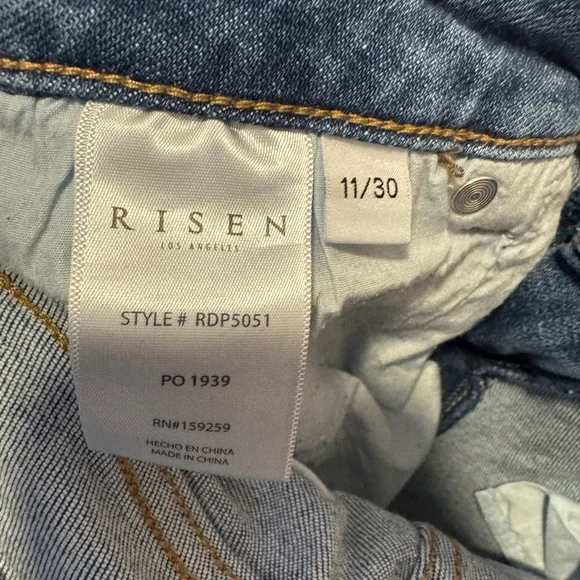 RISEN
LOS ANGELES
11/30
STYLE # RDP5051
PO 1939
RN#159259
HECHO EN CHINA
MADE IN CHINA